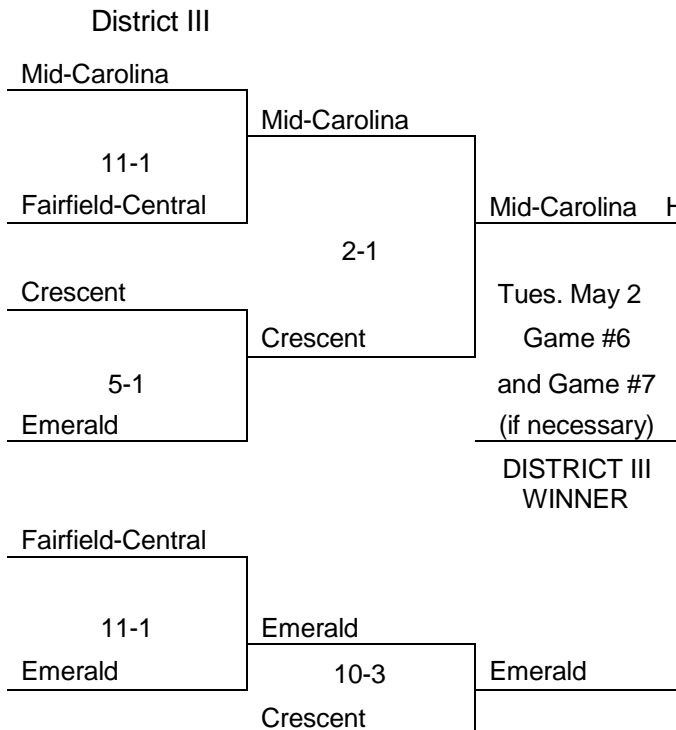 District III
Mid-Carolina
Mid-Carolina
11-1
Fairfield-Central
Mid-Carolina H
2-1
Crescent
Tues. May 2
Crescent
Game #6
5-1
and Game #7
Emerald
(if necessary)
DISTRICT III
WINNER
Fairfield-Central
11-1
Emerald
Emerald
10-3
Emerald
Crescent